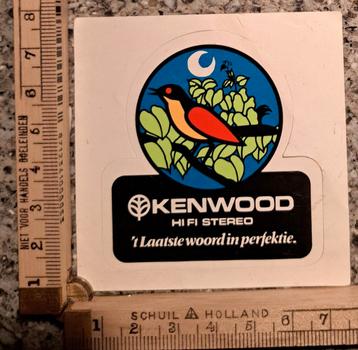 KENWOOD
HI FI STEREO
't Laatste woord in perfektie.
NIET VOOR HANDELS DOELEINDEN
1 2 3 4 5 6 7 8
SCHUIL HOLLAND
1 2 3 4 5 6 7